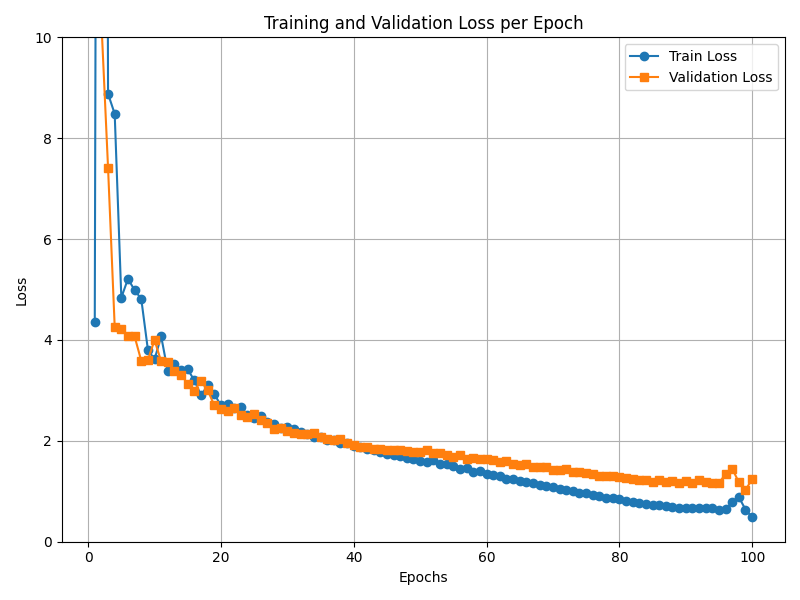 Training and Validation Loss per Epoch
Train Loss
Validation Loss
Loss
10
8
6
4
2
0
0 20 40 60 80 100
Epochs